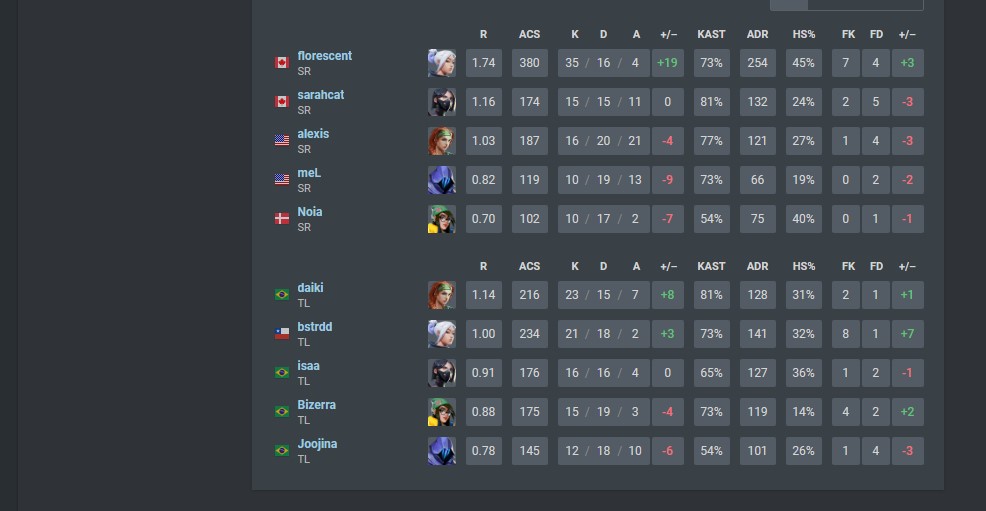 R ACS K D A +/– KAST ADR HS% FK FD +/–
florescent 1.74 380 35 / 16 / 4 +19 73% 254 45% 7 4 +3
SR
sarahcat 1.16 174 15 / 15 / 11 0 81% 132 24% 2 5 -3
SR
alexis 1.03 187 16 / 20 / 21 -4 77% 121 27% 1 4 -3
SR
meL 0.82 119 10 / 19 / 13 -9 73% 66 19% 0 2 -2
SR
Noia 0.70 102 10 / 17 / 2 -7 54% 75 40% 0 1 -1
SR
R ACS K D A +/– KAST ADR HS% FK FD +/–
daiki 1.14 216 23 / 15 / 7 +8 81% 128 31% 2 1 +1
TL
bstrdd 1.00 234 21 / 18 / 2 +3 73% 141 32% 8 1 +7
TL
isaa 0.91 176 16 / 16 / 4 0 65% 127 36% 1 2 -1
TL
Bizerra 0.88 175 15 / 19 / 3 -4 73% 119 14% 4 2 +2
TL
Joojina 0.78 145 12 / 18 / 10 -6 54% 101 26% 1 4 -3
TL